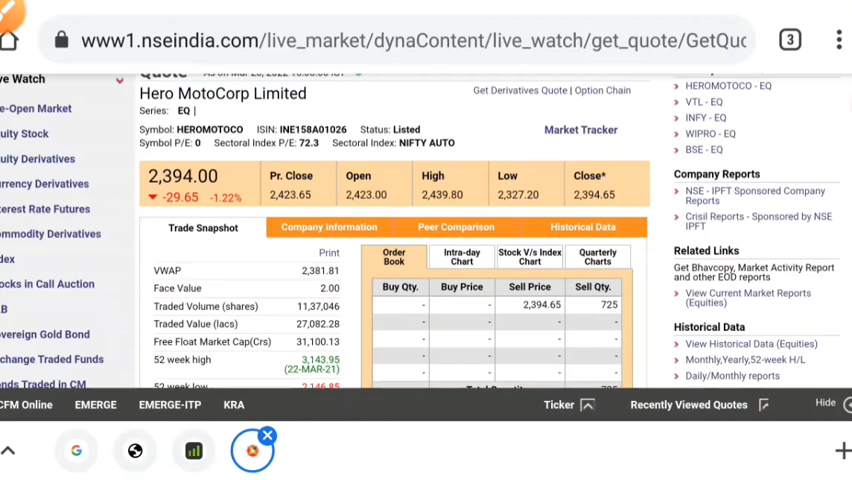 www1.nseindia.com/live_market/dynaContent/live_watch/get_quote/GetQuo
3
ve Watch
e-Open Market
uity Stock
uity Derivatives
rrency Derivatives
terest Rate Futures
ommodity Derivatives
dex
ocks in Call Auction
B
overeign Gold Bond
change Traded Funds
onds Traded in CM
Quote
Hero MotoCorp Limited
Series: EQ |
Get Derivatives Quote | Option Chain
Symbol: HEROMOTOCO ISIN: INE158A01026 Status: Listed
Symbol P/E: 0 Sectoral Index P/E: 72.3 Sectoral Index: NIFTY AUTO
Market Tracker
2,394.00
-29.65 -1.22%
Pr. Close Open High Low Close*
2,423.65 2,423.00 2,439.80 2,327.20 2,394.65
Trade Snapshot Company Information Peer Comparison Historical Data
Print
VWAP 2,381.81
Face Value 2.00
Traded Volume (shares) 11,37,046
Traded Value (lacs) 27,082.28
Free Float Market Cap(Crs) 31,100.13
52 week high 3,143.95
(22-MAR-21)
52 week low 2,146.85
Order Book
Intra-day Chart
Stock V/s Index Chart
Quarterly Charts
Buy Qty. Buy Price Sell Price Sell Qty.
- - 2,394.65 725
- - - -
- - - -
- - - -
- - - -
HEROMOTOCO - EQ
VTL - EQ
INFY - EQ
WIPRO - EQ
BSE - EQ
Company Reports
NSE - IPFT Sponsored Company
Reports
Crisil Reports - Sponsored by NSE
IPFT
Related Links
Get Bhavcopy, Market Activity Report
and other EOD reports
View Current Market Reports
(Equities)
Historical Data
View Historical Data (Equities)
Monthly,Yearly,52-week H/L
Daily/Monthly reports
CFM Online EMERGE EMERGE-ITP KRA Ticker Recently Viewed Quotes Hide